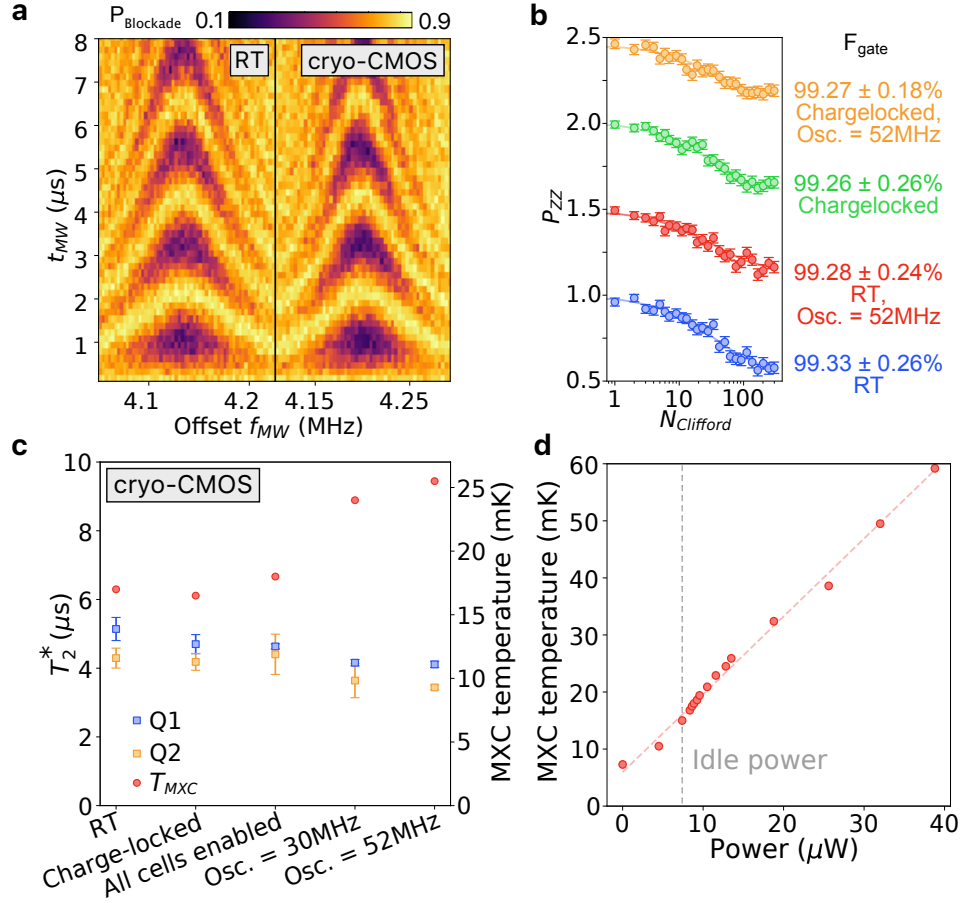 a
P_Blockade 0.1 0.9
8
7
6
5
4
3
2
1
t_MW (μs)
RT
cryo-CMOS
4.1 4.2 4.15 4.25
Offset f_MW (MHz)
b
2.5
2.0
1.5
1.0
0.5
P_ZZ
1 10 100
N_Clifford
F_gate
99.27 ± 0.18%
Chargelocked,
Osc. = 52MHz
99.26 ± 0.26%
Chargelocked
99.28 ± 0.24%
RT,
Osc. = 52MHz
99.33 ± 0.26%
RT
c
cryo-CMOS
10
8
6
4
2
0
T_2^* (μs)
Q1
Q2
T_MXC
25
20
15
10
5
0
MXC temperature (mK)
RT
Charge-locked
All cells enabled
Osc. = 30MHz
Osc. = 52MHz
d
60
50
40
30
20
10
0
MXC temperature (mK)
Idle power
0 10 20 30 40
Power (μW)